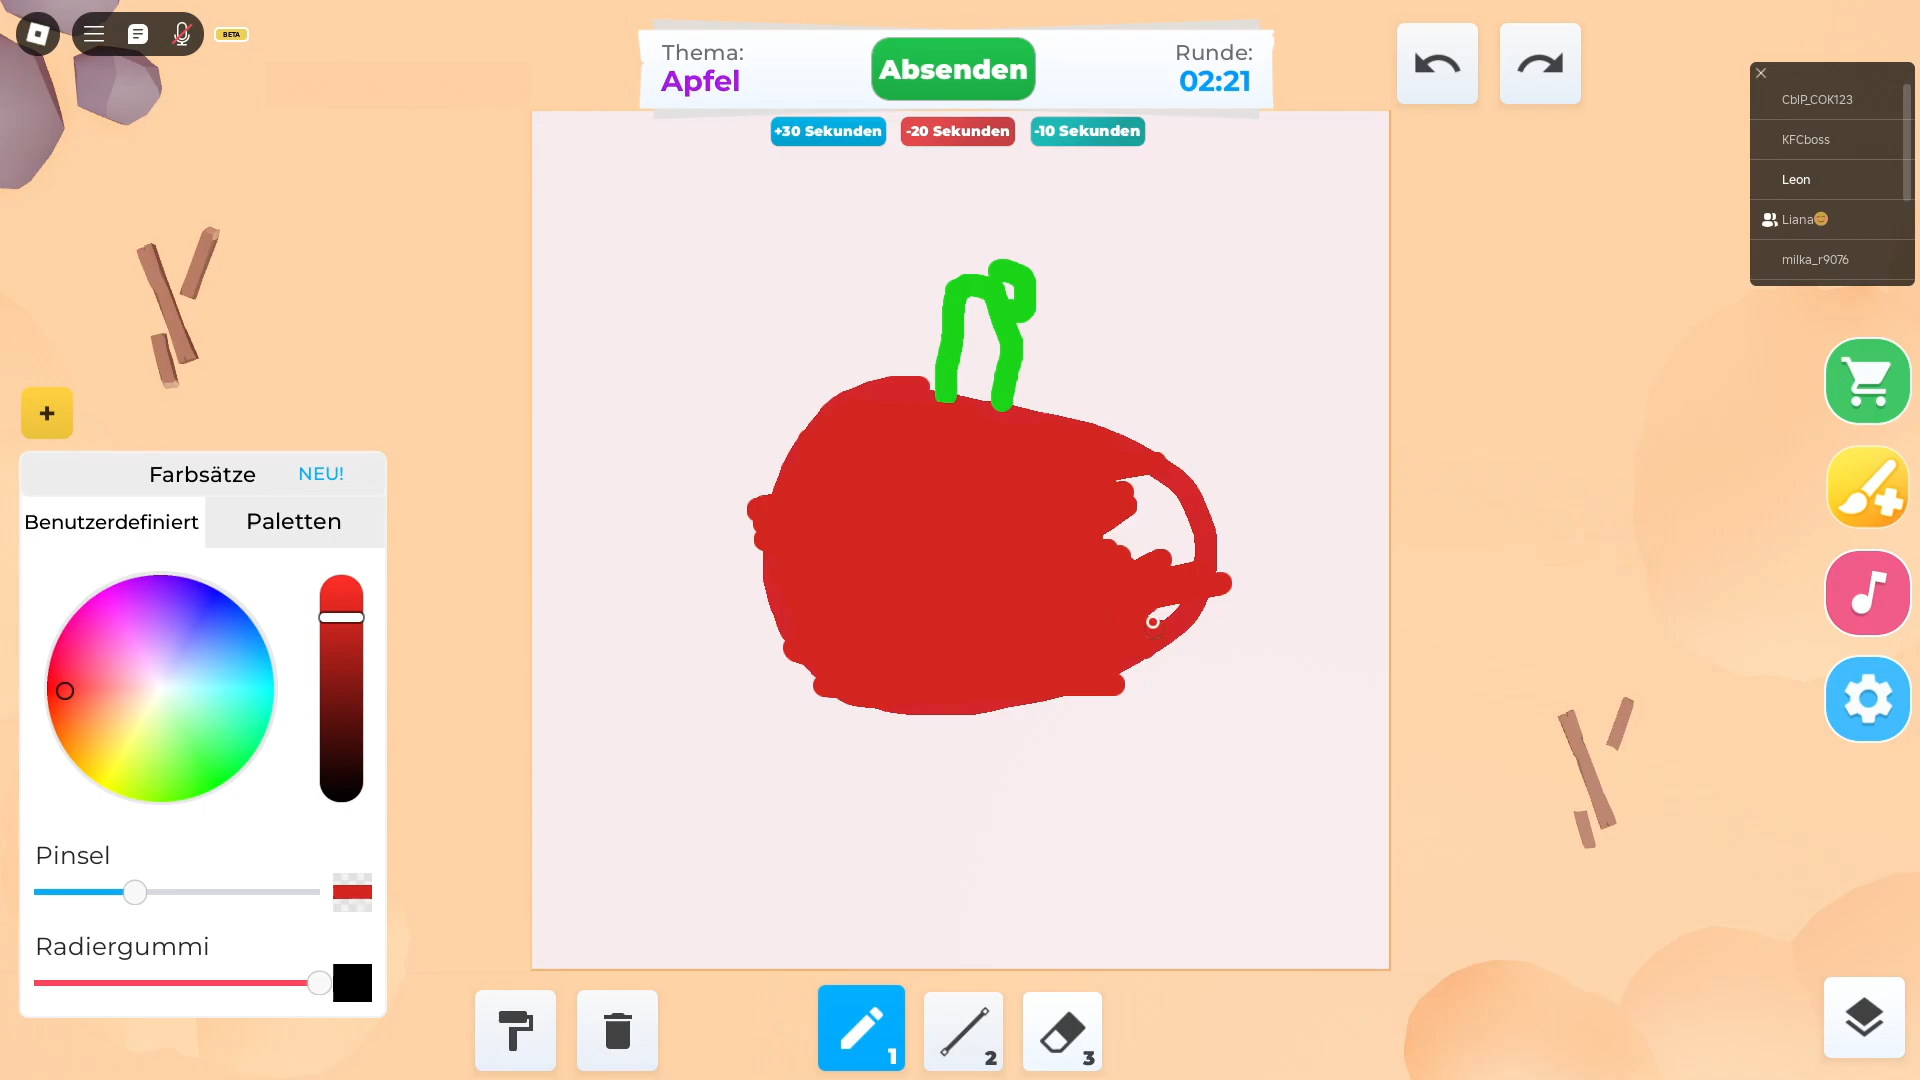 BETA
Thema:
Apfel
Absenden
Runde:
02:21
+30 Sekunden
-20 Sekunden
-10 Sekunden
CbIP_COK123
KFCboss
Leon
Liana😊
milka_r9076
+
Farbsätze NEU!
Benutzerdefiniert Paletten
Pinsel
Radiergummi
1
2
3